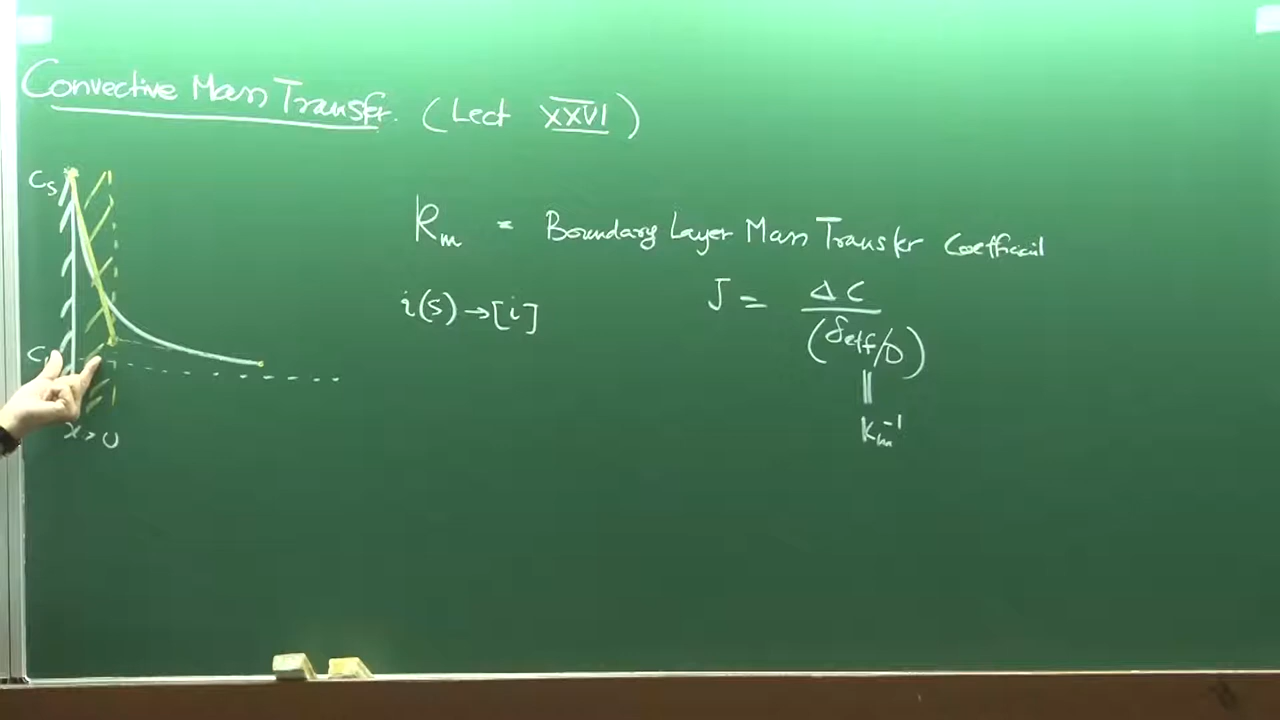 Convective Mass Transfer. (Lect XXVI)
Cs
km = Boundary Layer Mass Transfer Coefficient
i(s) → [i]
J = ΔC / (δeff/D)
||
km⁻¹
C
x > 0